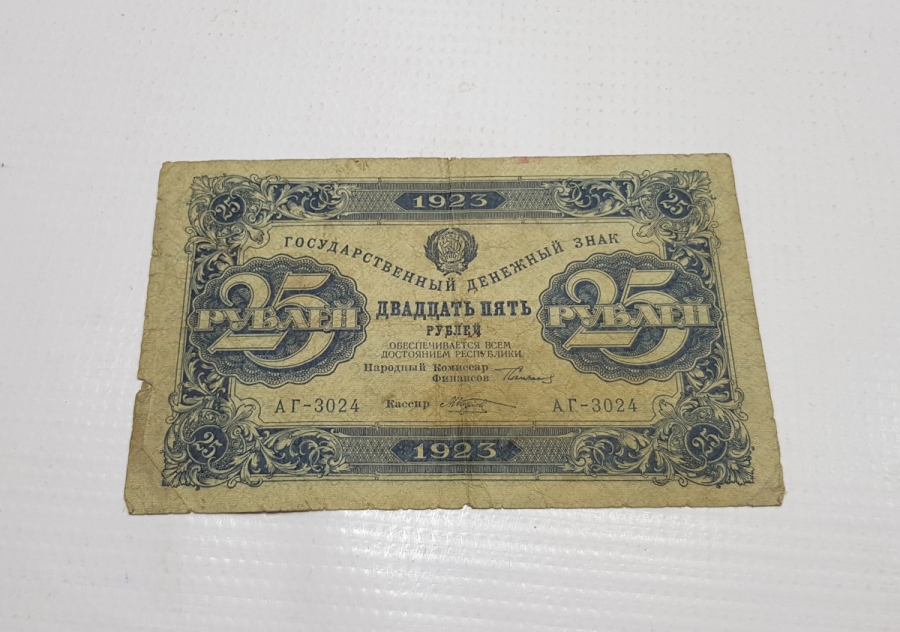 25 1923 25
ГОСУДАРСТВЕННЫЙ ДЕНЕЖНЫЙ ЗНАК
25 РУБЛЕЙ
ДВАДЦАТЬ ПЯТЬ
РУБЛЕЙ
ОБЕСПЕЧИВАЕТСЯ ВСЕМ
ДОСТОЯНИЕМ РЕСПУБЛИКИ
Народный Комиссар
Финансов
25 РУБЛЕЙ
АГ-3024 Кассир АГ-3024
25 1923 25